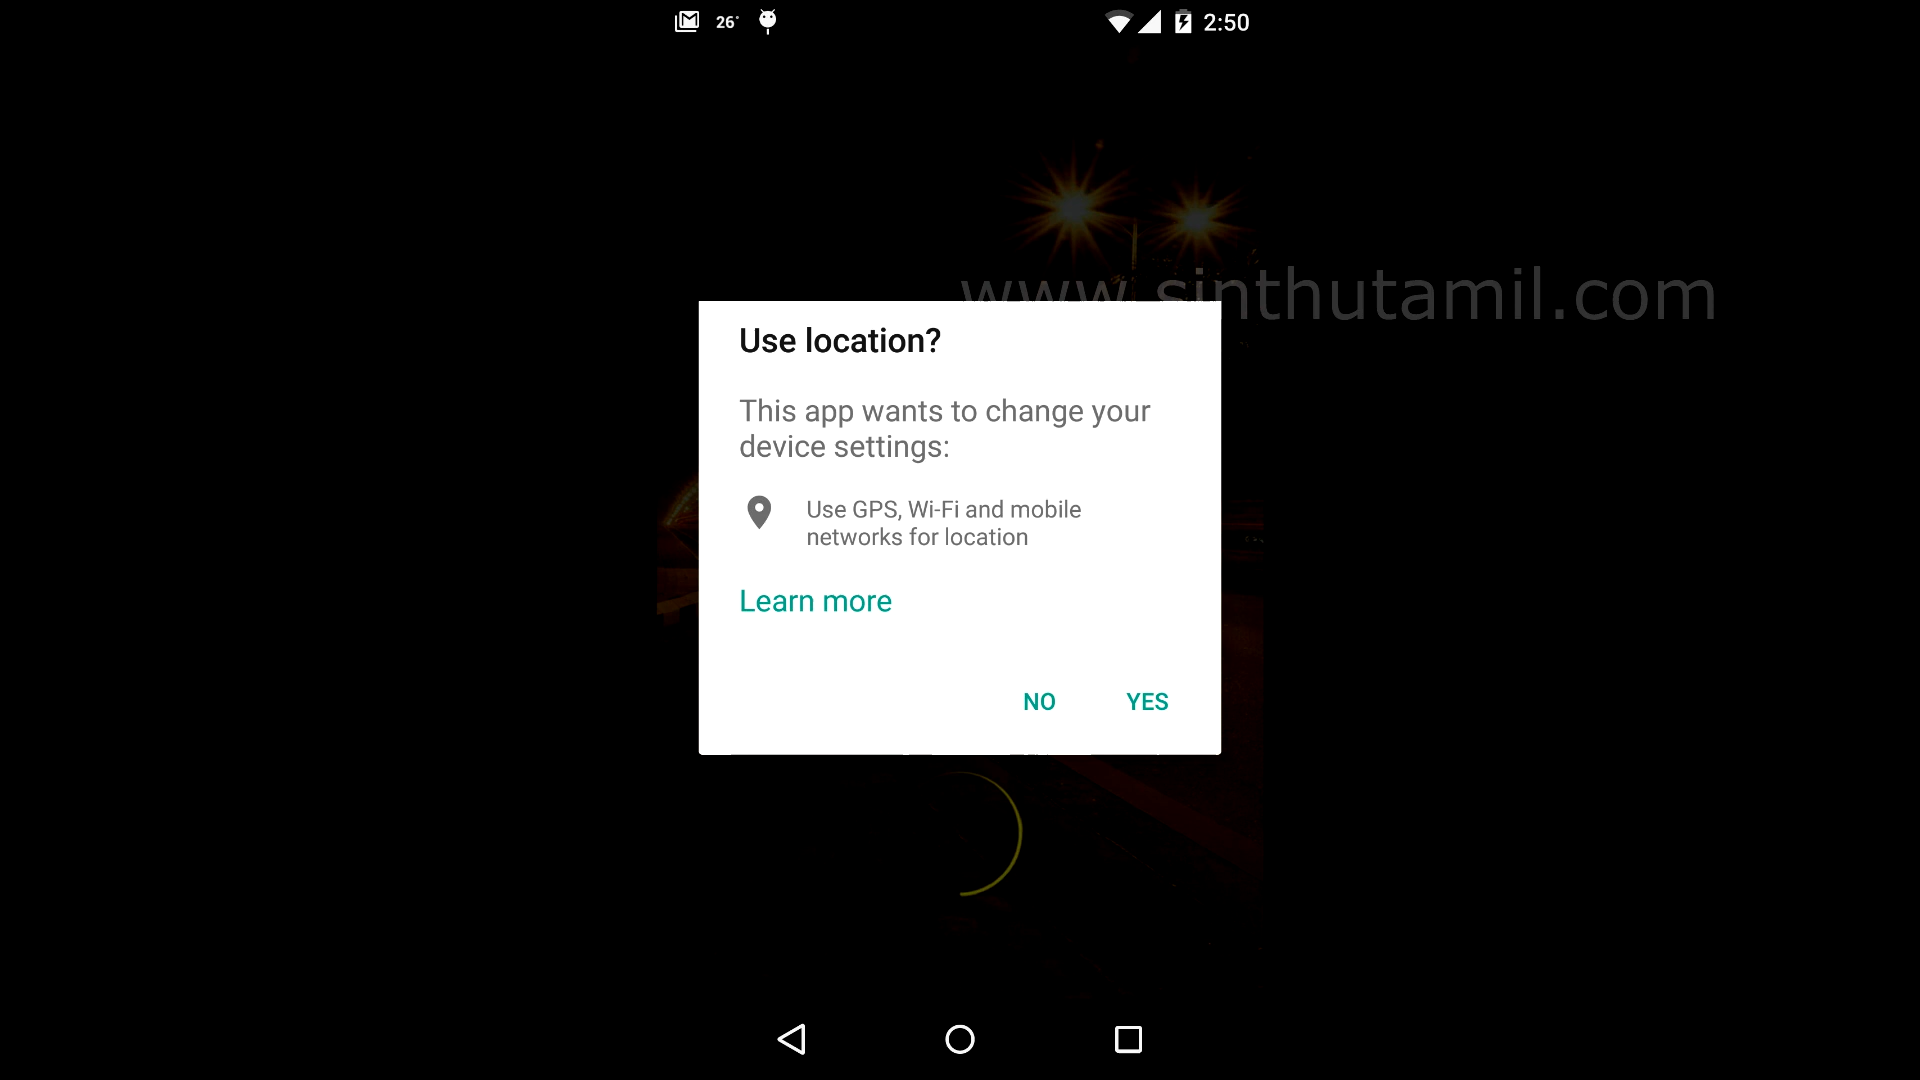 26°
2:50
www.sinthutamil.com
Use location?
This app wants to change your
device settings:
Use GPS, Wi-Fi and mobile
networks for location
Learn more
NO YES